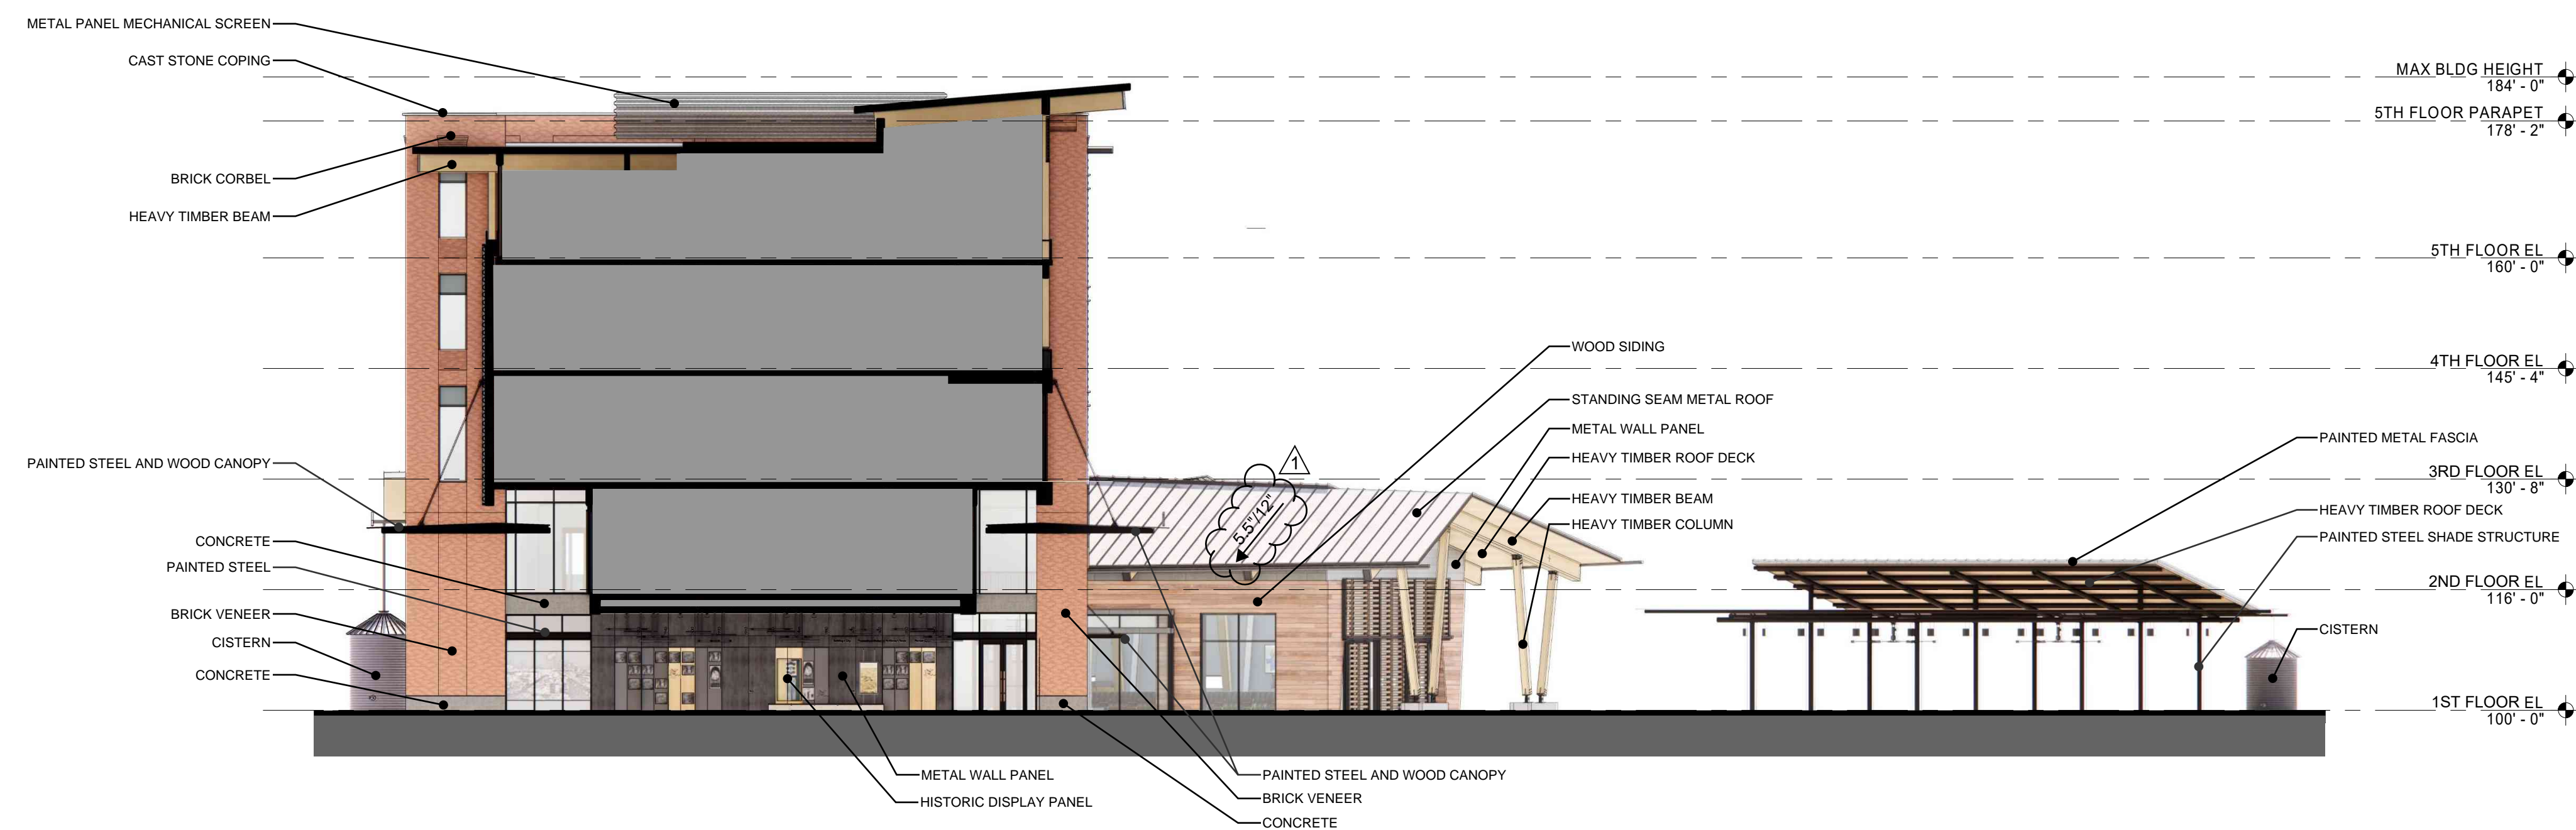 METAL PANEL MECHANICAL SCREEN
CAST STONE COPING
BRICK CORBEL
HEAVY TIMBER BEAM
PAINTED STEEL AND WOOD CANOPY
CONCRETE
PAINTED STEEL
BRICK VENEER
CISTERN
CONCRETE
METAL WALL PANEL
HISTORIC DISPLAY PANEL
PAINTED STEEL AND WOOD CANOPY
BRICK VENEER
CONCRETE
1
5.5"/12"
WOOD SIDING
STANDING SEAM METAL ROOF
METAL WALL PANEL
HEAVY TIMBER ROOF DECK
HEAVY TIMBER BEAM
HEAVY TIMBER COLUMN
PAINTED METAL FASCIA
HEAVY TIMBER ROOF DECK
PAINTED STEEL SHADE STRUCTURE
CISTERN
MAX BLDG HEIGHT
184' - 0"
5TH FLOOR PARAPET
178' - 2"
5TH FLOOR EL
160' - 0"
4TH FLOOR EL
145' - 4"
3RD FLOOR EL
130' - 8"
2ND FLOOR EL
116' - 0"
1ST FLOOR EL
100' - 0"